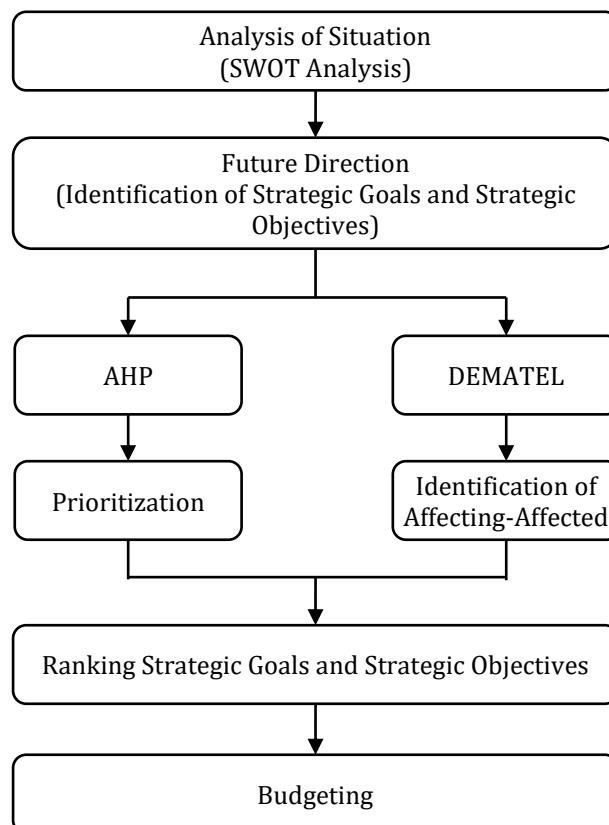 Analysis of Situation
(SWOT Analysis)
Future Direction
(Identification of Strategic Goals and Strategic
Objectives)
AHP
DEMATEL
Prioritization
Identification of
Affecting-Affected
Ranking Strategic Goals and Strategic Objectives
Budgeting